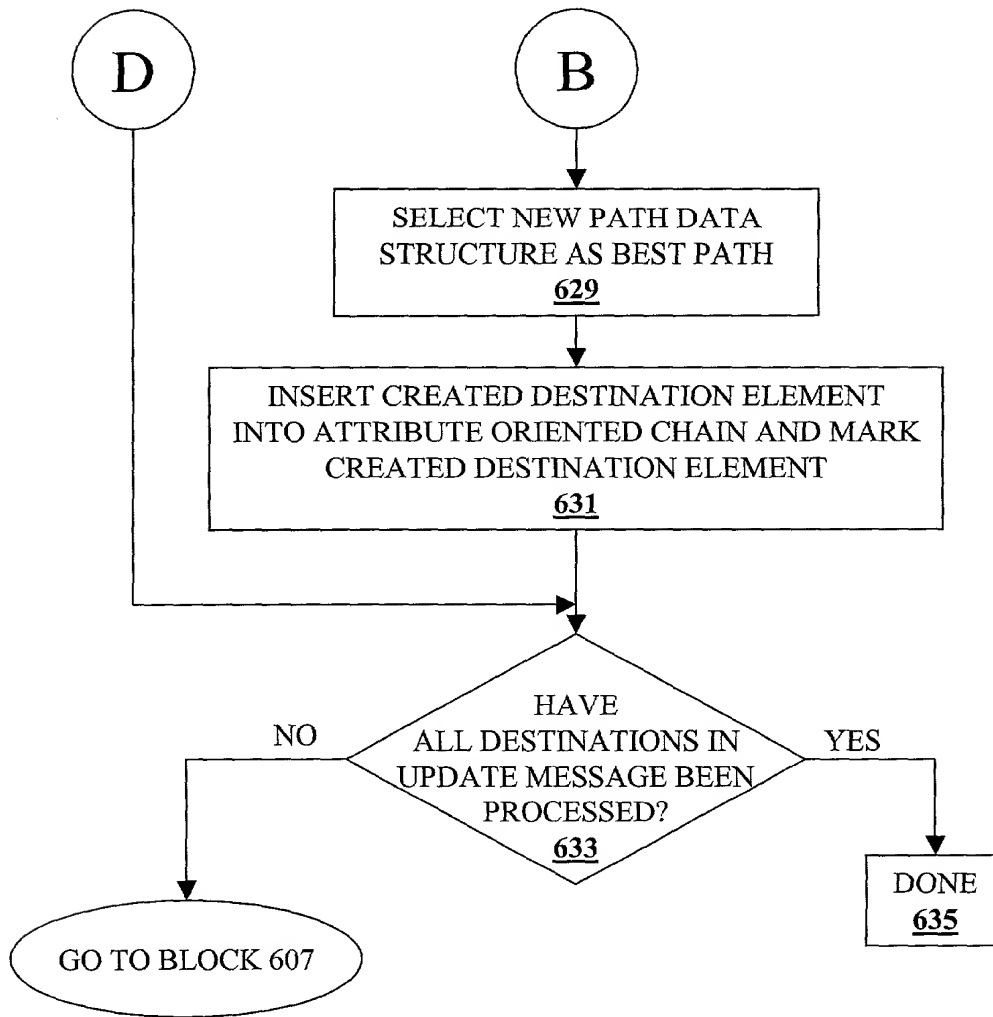 D
B
SELECT NEW PATH DATA
STRUCTURE AS BEST PATH
629
INSERT CREATED DESTINATION ELEMENT
INTO ATTRIBUTE ORIENTED CHAIN AND MARK
CREATED DESTINATION ELEMENT
631
HAVE
ALL DESTINATIONS IN
UPDATE MESSAGE BEEN
PROCESSED?
633
NO
YES
GO TO BLOCK 607
DONE
635